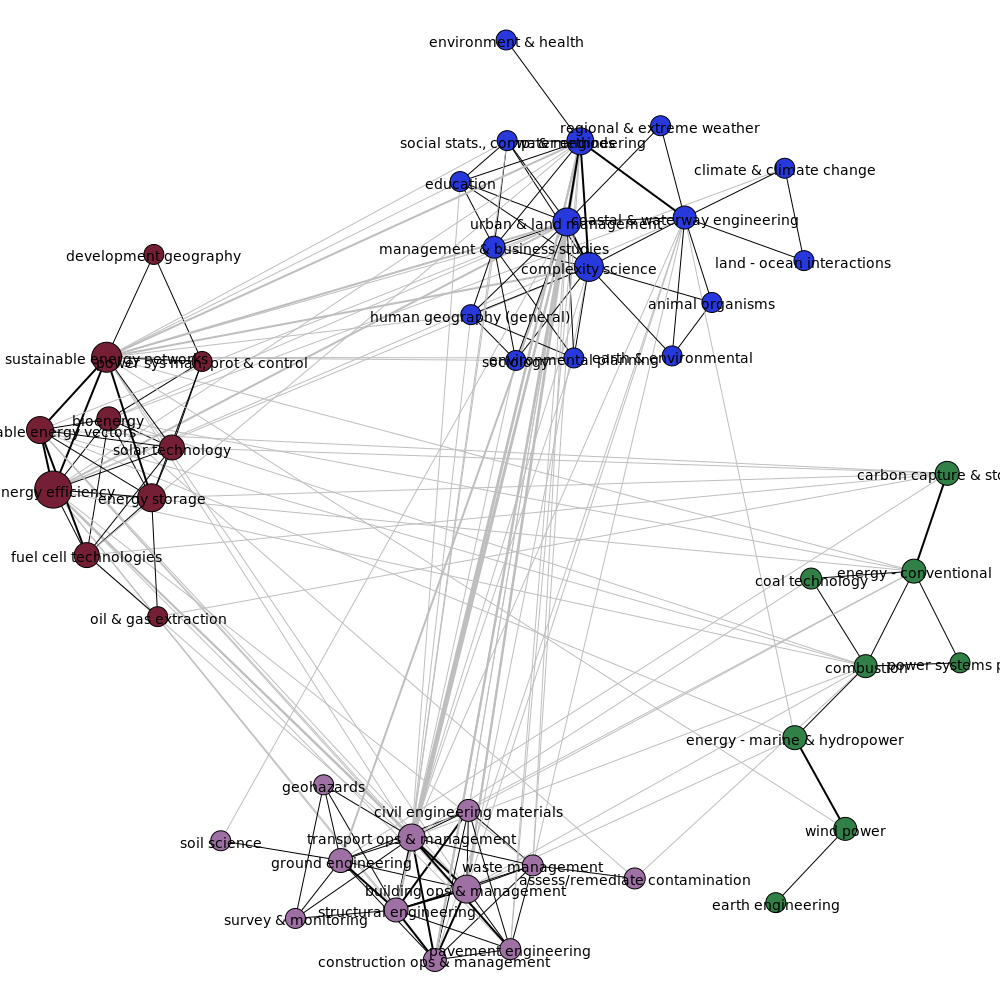 environment & health
regional & extreme weather
social stats., comp. & methods
water engineering
climate & climate change
education
urban & land management
coastal & waterway engineering
management & business studies
development geography
land - ocean interactions
complexity science
animal organisms
human geography (general)
sustainable energy networks
power sys man, prot & control
sociology
environmental planning
earth & environmental
bioenergy
able energy vectors
solar technology
carbon capture & sto
nergy efficiency
energy storage
fuel cell technologies
energy - conventional
coal technology
oil & gas extraction
combustion
power systems p
energy - marine & hydropower
geohazards
civil engineering materials
wind power
soil science
transport ops & management
ground engineering
waste management
assess/remediate contamination
building ops & management
earth engineering
survey & monitoring
structural engineering
pavement engineering
construction ops & management